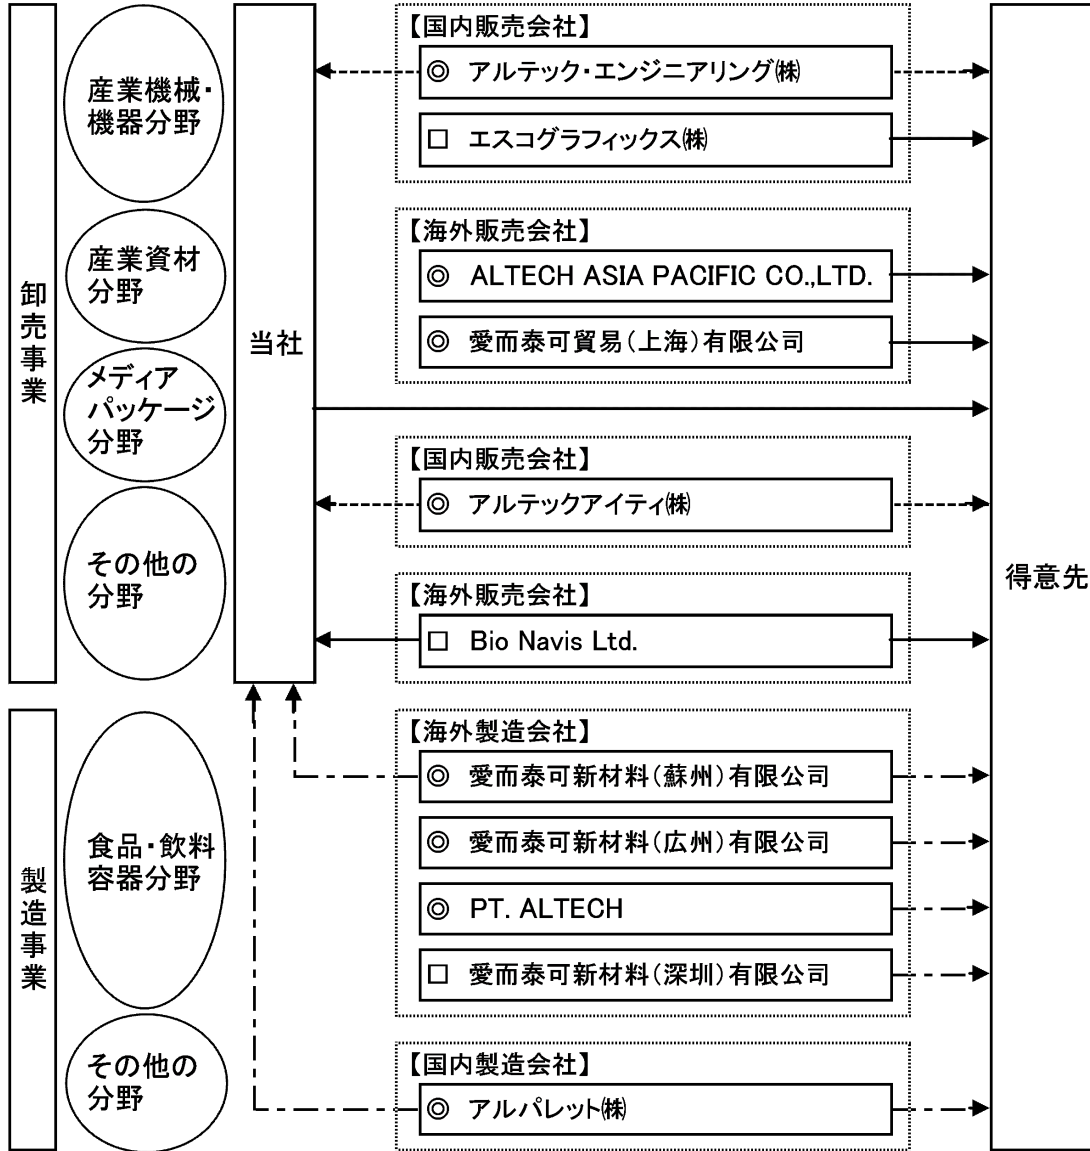 卸売事業
産業機械・
機器分野
産業資材
分野
メディア
パッケージ
分野
その他の
分野
当社
【国内販売会社】
◎ アルテック・エンジニアリング㈱
□ エスコグラフィックス㈱
【海外販売会社】
◎ ALTECH ASIA PACIFIC CO.,LTD.
◎ 愛而泰可貿易(上海)有限公司
【国内販売会社】
◎ アルテックアイティ㈱
【海外販売会社】
□ Bio Navis Ltd.
得意先
製造事業
食品・飲料
容器分野
その他の
分野
【海外製造会社】
◎ 愛而泰可新材料(蘇州)有限公司
◎ 愛而泰可新材料(広州)有限公司
◎ PT. ALTECH
□ 愛而泰可新材料(深圳)有限公司
【国内製造会社】
◎ アルパレット㈱